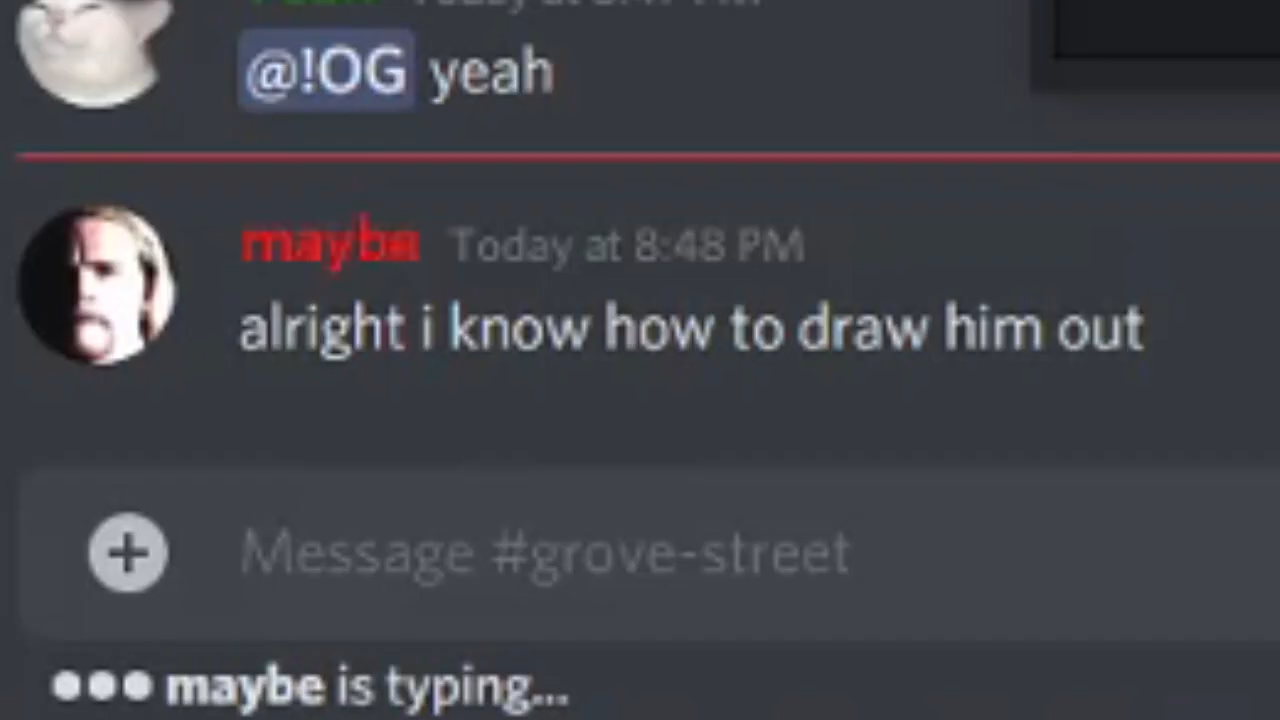 @!OG yeah
maybe Today at 8:48 PM
alright i know how to draw him out
Message #grove-street
maybe is typing...